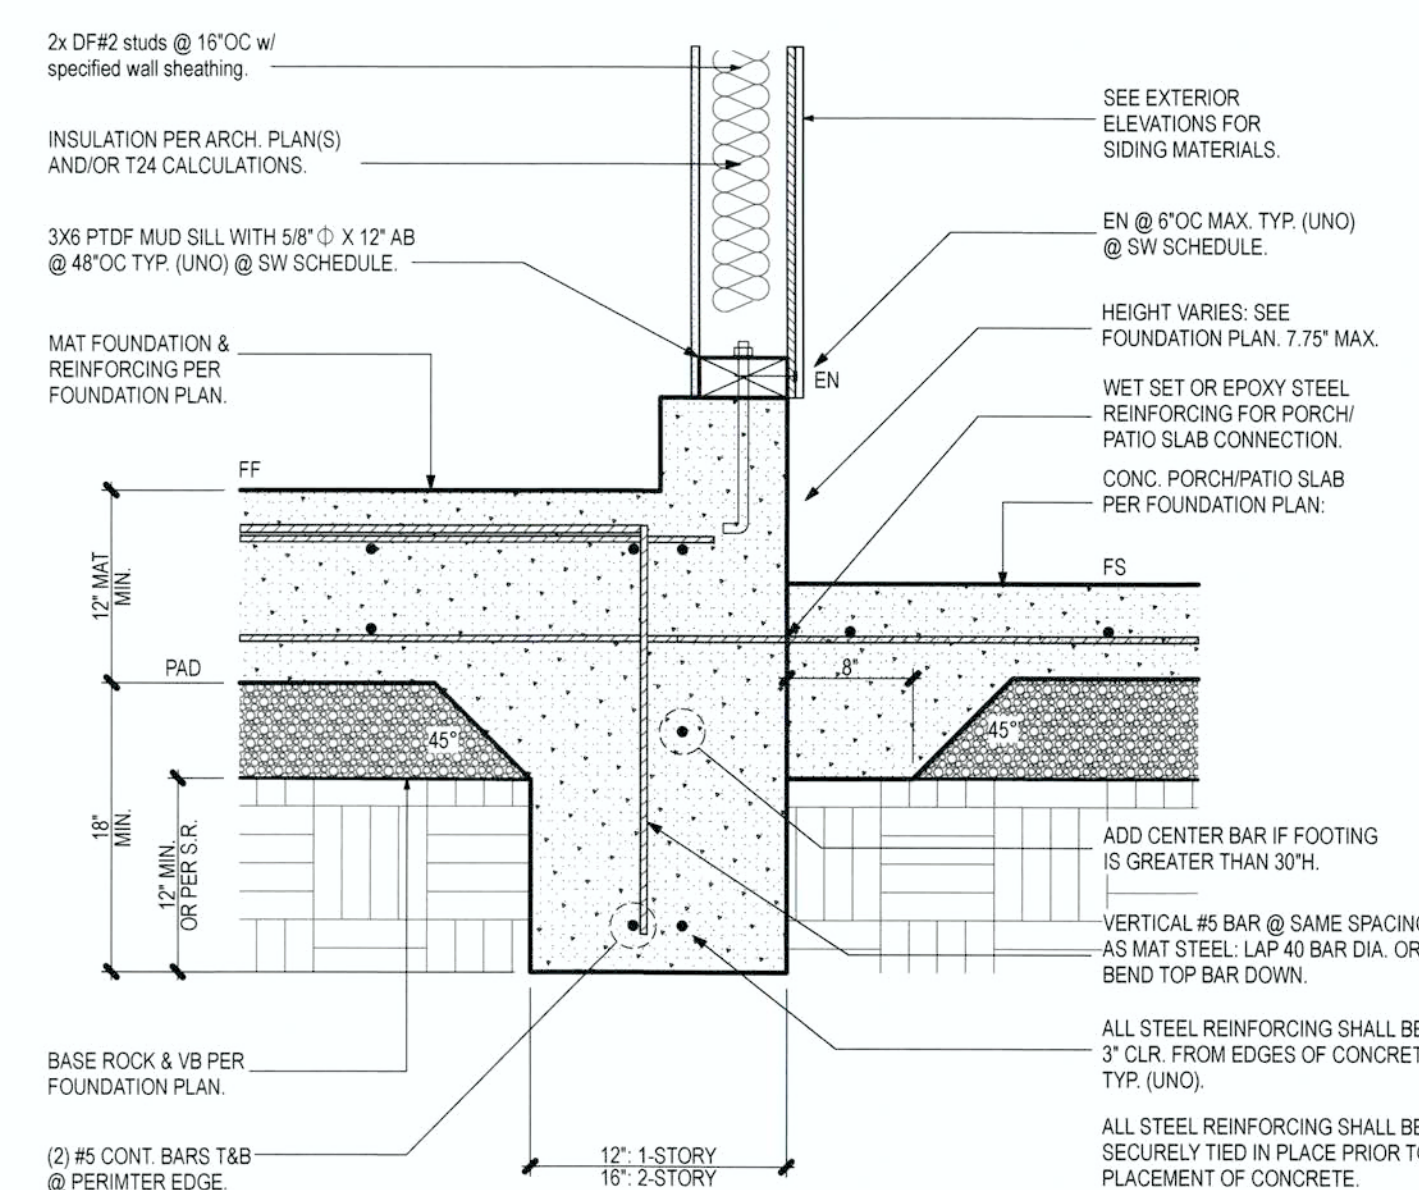 2x DF#2 studs @ 16"OC w/
specified wall sheathing.
INSULATION PER ARCH. PLAN(S)
AND/OR T24 CALCULATIONS.
3X6 PTDF MUD SILL WITH 5/8"Φ X 12" AB
@ 48"OC TYP. (UNO) @ SW SCHEDULE.
MAT FOUNDATION &
REINFORCING PER
FOUNDATION PLAN.
FF
12" MAT
MIN.
PAD
45°
18"
MIN.
12" MIN.
OR PER S.R.
BASE ROCK & VB PER
FOUNDATION PLAN.
(2) #5 CONT. BARS T&B
@ PERIMTER EDGE.
12": 1-STORY
16": 2-STORY
SEE EXTERIOR
ELEVATIONS FOR
SIDING MATERIALS.
EN @ 6"OC MAX. TYP. (UNO)
@ SW SCHEDULE.
EN
HEIGHT VARIES: SEE
FOUNDATION PLAN. 7.75" MAX.
WET SET OR EPOXY STEEL
REINFORCING FOR PORCH/
PATIO SLAB CONNECTION.
CONC. PORCH/PATIO SLAB
PER FOUNDATION PLAN:
FS
8"
45°
ADD CENTER BAR IF FOOTING
IS GREATER THAN 30"H.
VERTICAL #5 BAR @ SAME SPACING
AS MAT STEEL: LAP 40 BAR DIA. OR
BEND TOP BAR DOWN.
ALL STEEL REINFORCING SHALL BE
3" CLR. FROM EDGES OF CONCRET
TYP. (UNO).
ALL STEEL REINFORCING SHALL BE
SECURELY TIED IN PLACE PRIOR TO
PLACEMENT OF CONCRETE.